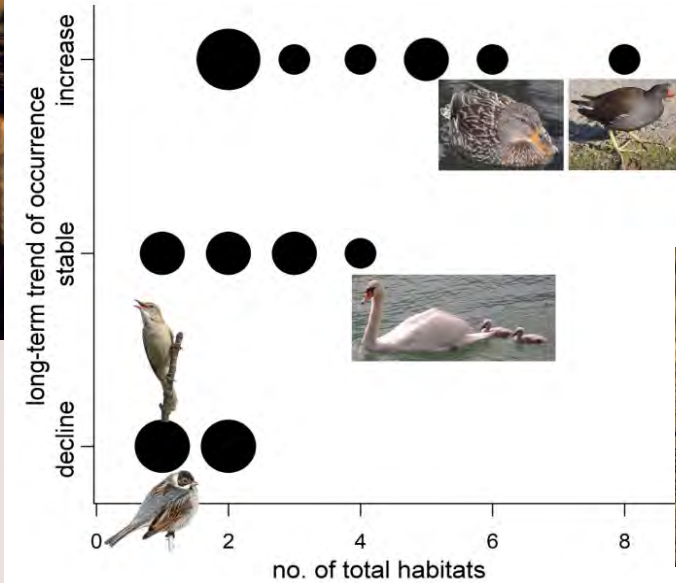 long-term trend of occurrence
increase
stable
decline
0 2 4 6 8
no. of total habitats